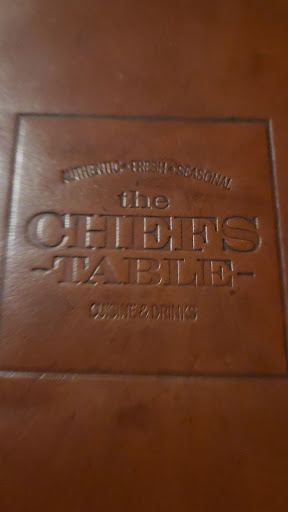 AUTHENTIC • FRESH • SEASONAL
the
CHEFS
-TABLE-
CUISINE & DRINKS